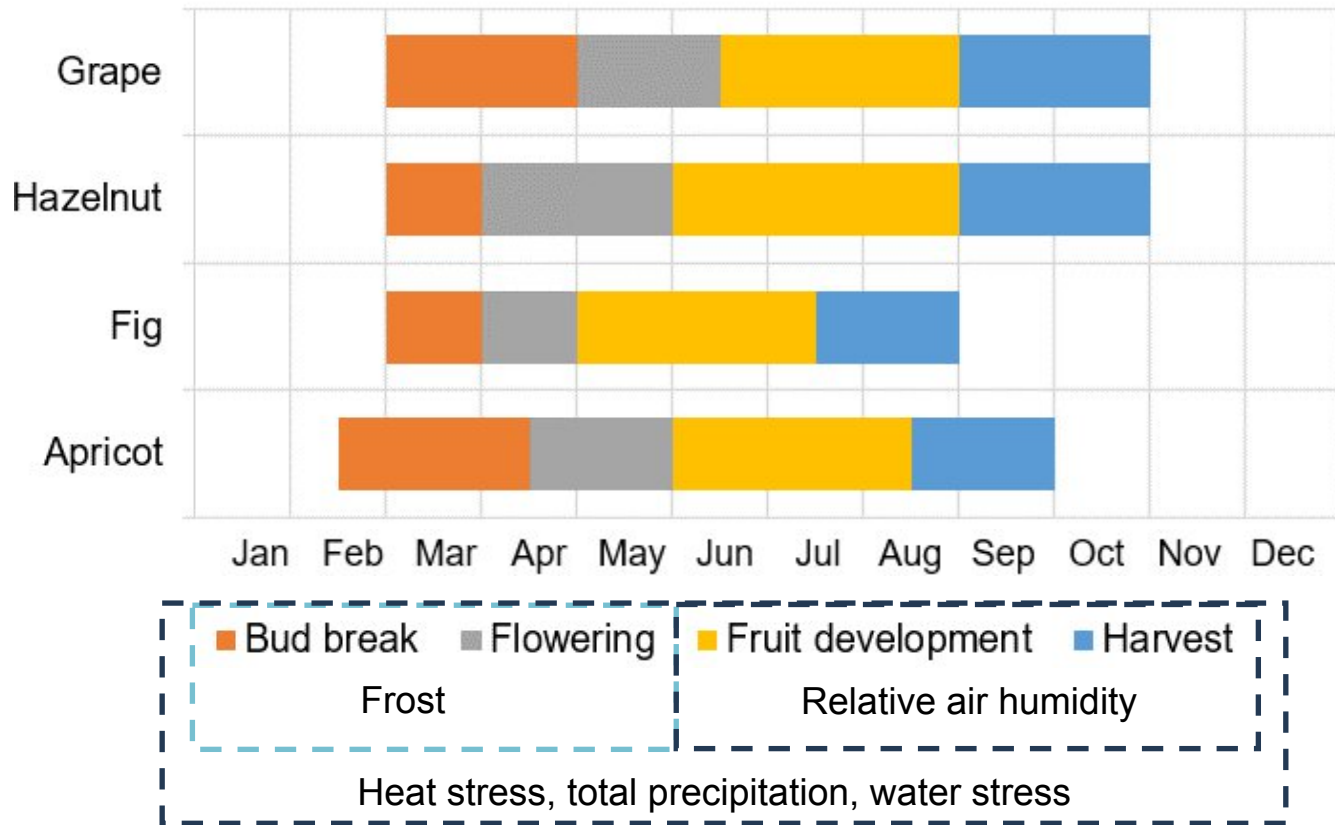 Grape
Hazelnut
Fig
Apricot
Jan Feb Mar Apr May Jun Jul Aug Sep Oct Nov Dec
Bud break Flowering Fruit development Harvest
Frost Relative air humidity
Heat stress, total precipitation, water stress